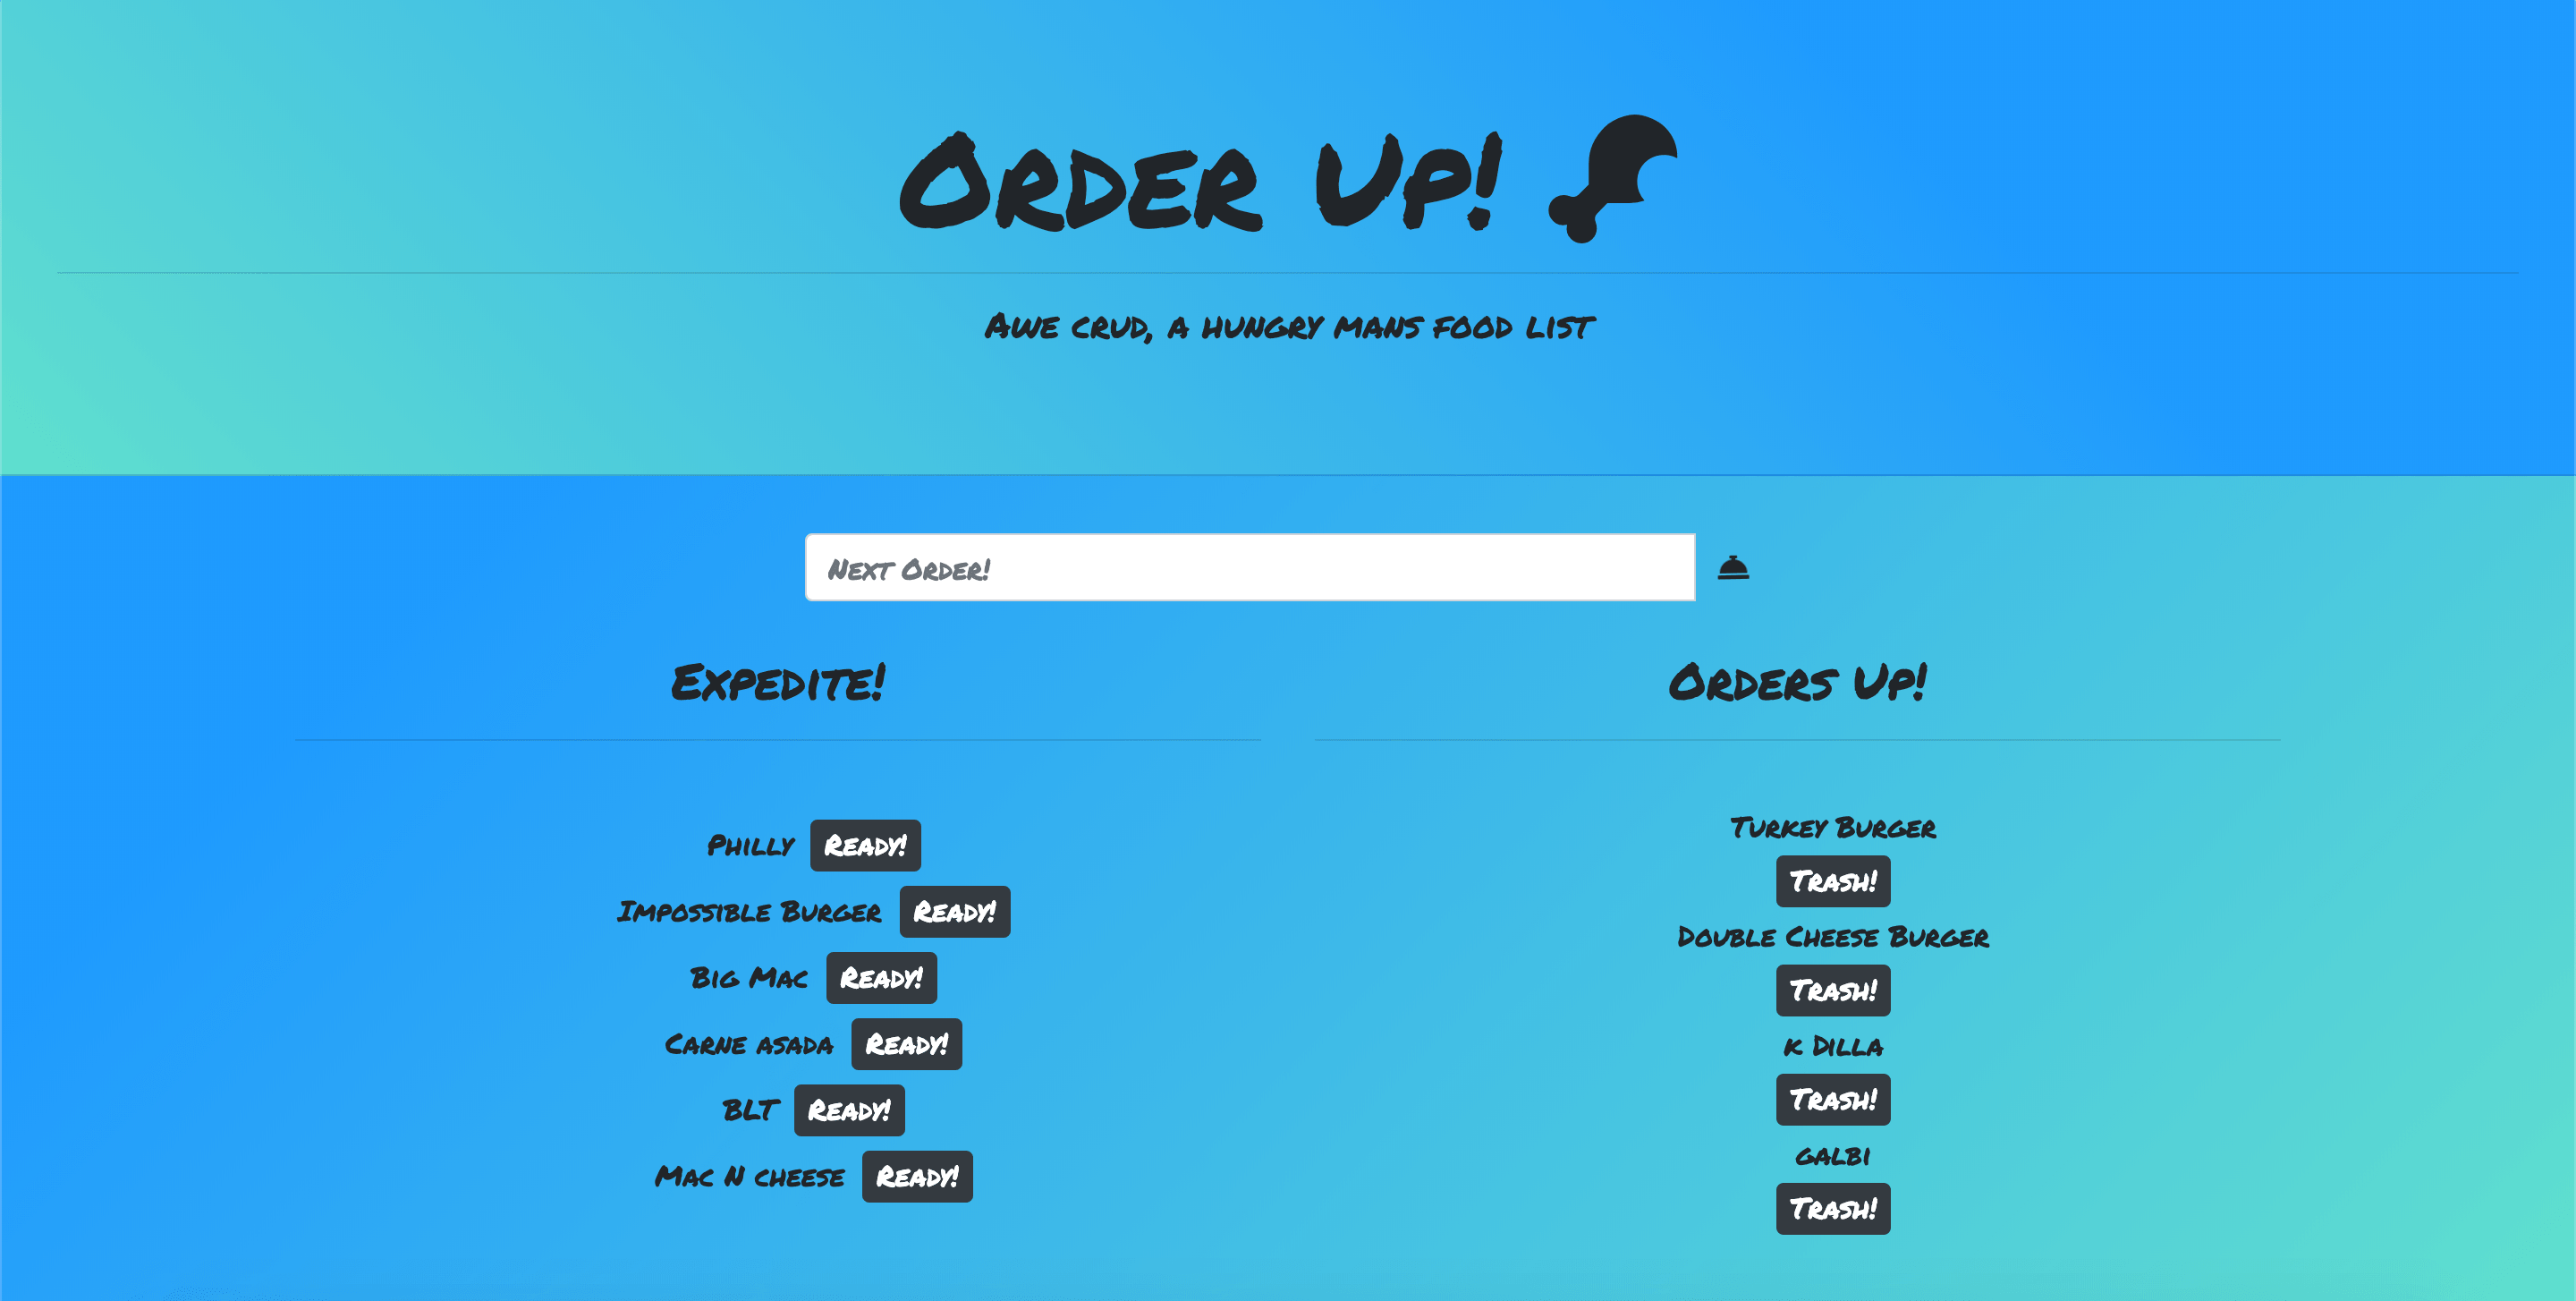 Order Up!
Awe crud, a hungry mans food list
Next Order!
Expedite!
Philly Ready!
Impossible Burger Ready!
Big Mac Ready!
Carne asada Ready!
BLT Ready!
Mac N cheese Ready!
Orders Up!
Turkey Burger
Trash!
Double Cheese Burger
Trash!
k Dilla
Trash!
galbi
Trash!